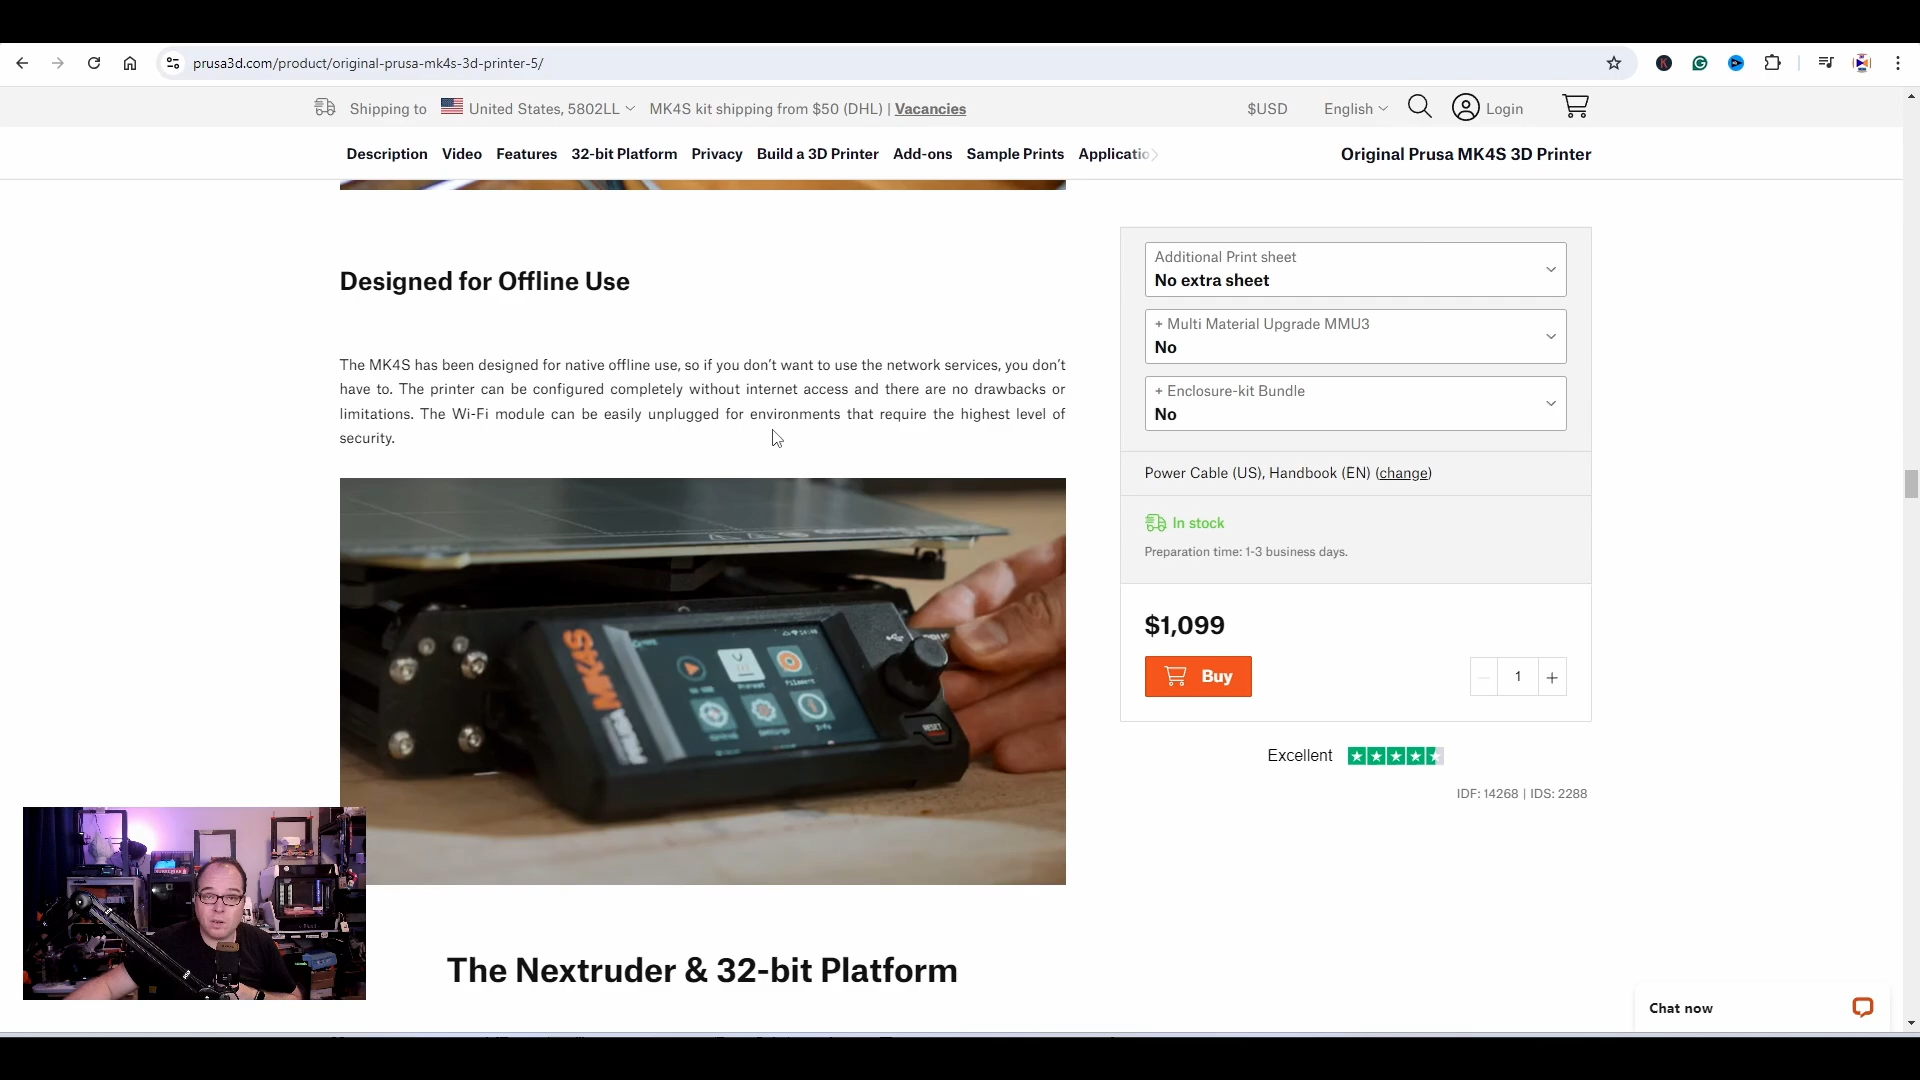 prusa3d.com/product/original-prusa-mk4s-3d-printer-5/
Shipping to United States, 5802LL MK4S kit shipping from $50 (DHL) | Vacancies
$USD English Login
Description Video Features 32-bit Platform Privacy Build a 3D Printer Add-ons Sample Prints Applicatio
Original Prusa MK4S 3D Printer
Designed for Offline Use
The MK4S has been designed for native offline use, so if you don't want to use the network services, you don't
have to. The printer can be configured completely without internet access and there are no drawbacks or
limitations. The Wi-Fi module can be easily unplugged for environments that require the highest level of
security.
MK4S
PRUSA
RESET
The Nextruder & 32-bit Platform
Additional Print sheet
No extra sheet
+ Multi Material Upgrade MMU3
No
+ Enclosure-kit Bundle
No
Power Cable (US), Handbook (EN) (change)
In stock
Preparation time: 1-3 business days.
$1,099
Buy
1
Excellent
IDF: 14268 | IDS: 2288
Chat now